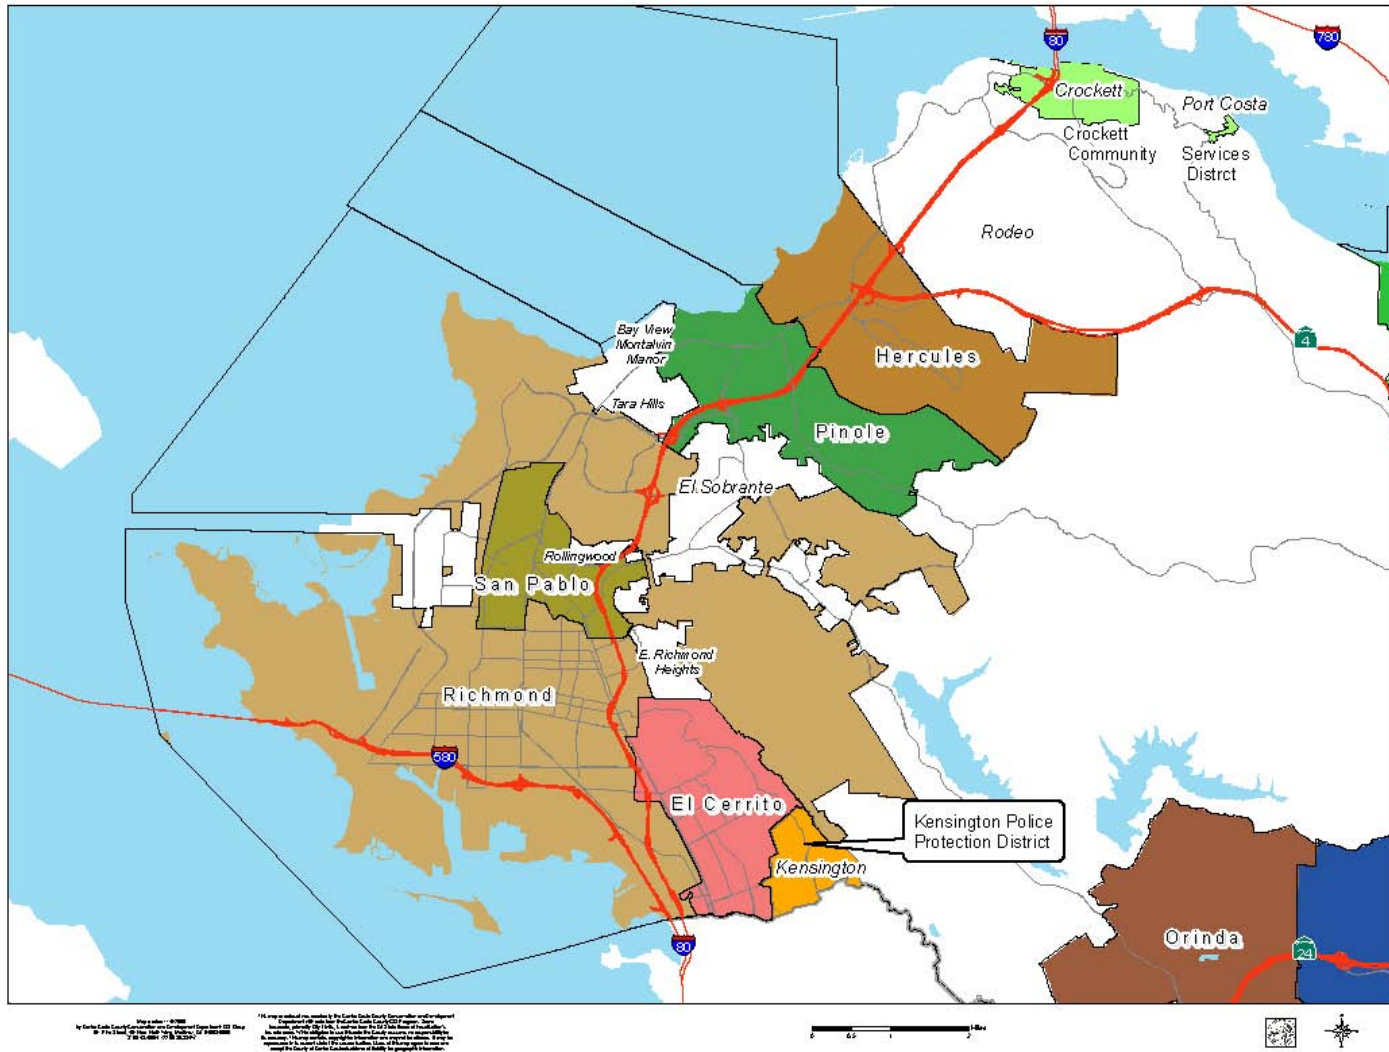 80
780
Crockett
Port Costa
Crockett
Community
Services
Distrct
Rodeo
Bay View
Montalvin
Manor
4
Hercules
Tara Hills
Pinole
El Sobrante
Rollingwood
San Pablo
E. Richmond
Heights
Richmond
580
El Cerrito
Kensington Police
Protection District
Kensington
Orinda
80
24